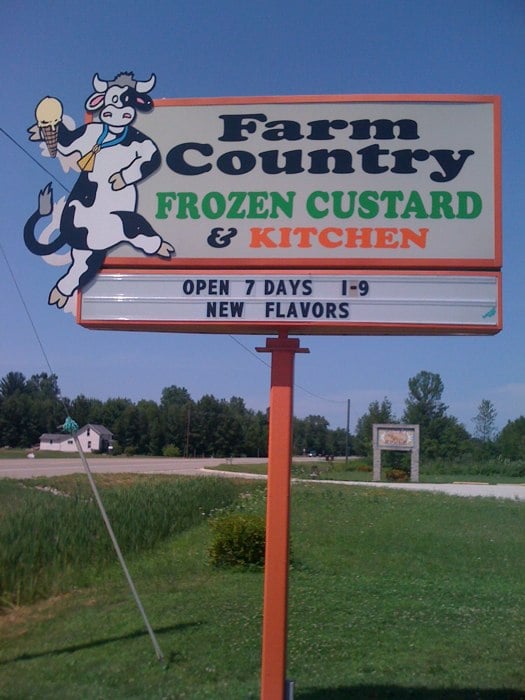 Farm
Country
FROZEN CUSTARD
& KITCHEN
OPEN 7 DAYS 1-9
NEW FLAVORS